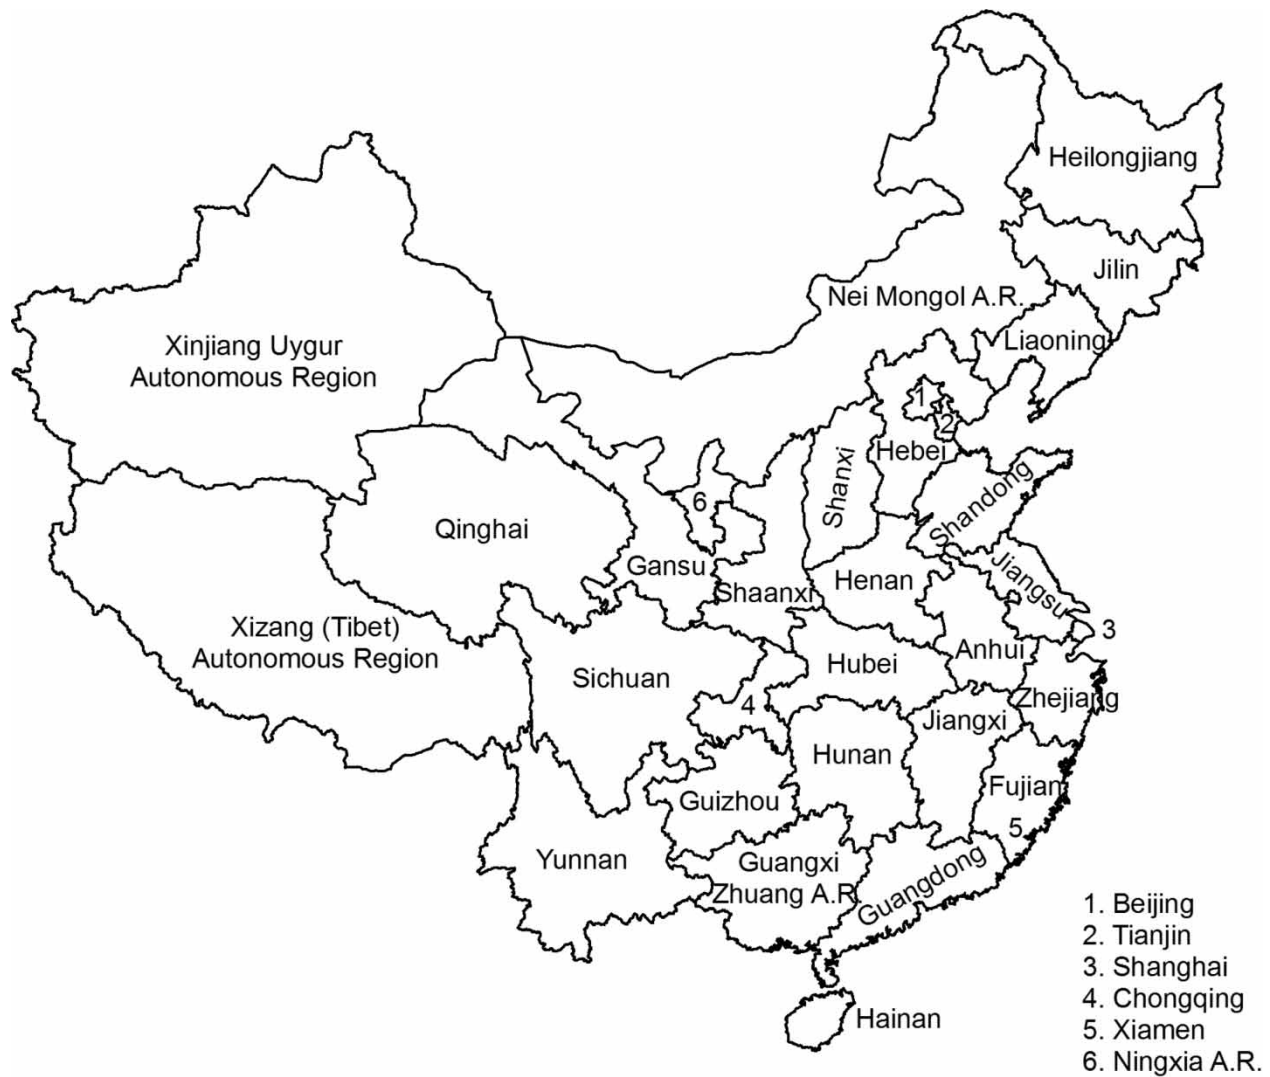 Heilongjiang
Jilin
Nei Mongol A.R.
Liaoning
Xinjiang Uygur
Autonomous Region
1
2
Hebei
Shanxi
Shandong
6
Qinghai
Gansu
Shaanxi
Henan
Jiangsu
3
Xizang (Tibet)
Autonomous Region
Sichuan
Hubei
Anhui
4
Zhejiang
Jiangxi
Hunan
Fujian
5
Guizhou
Yunnan
Guangxi
Zhuang A.R
Guangdong
Hainan
1. Beijing
2. Tianjin
3. Shanghai
4. Chongqing
5. Xiamen
6. Ningxia A.R.